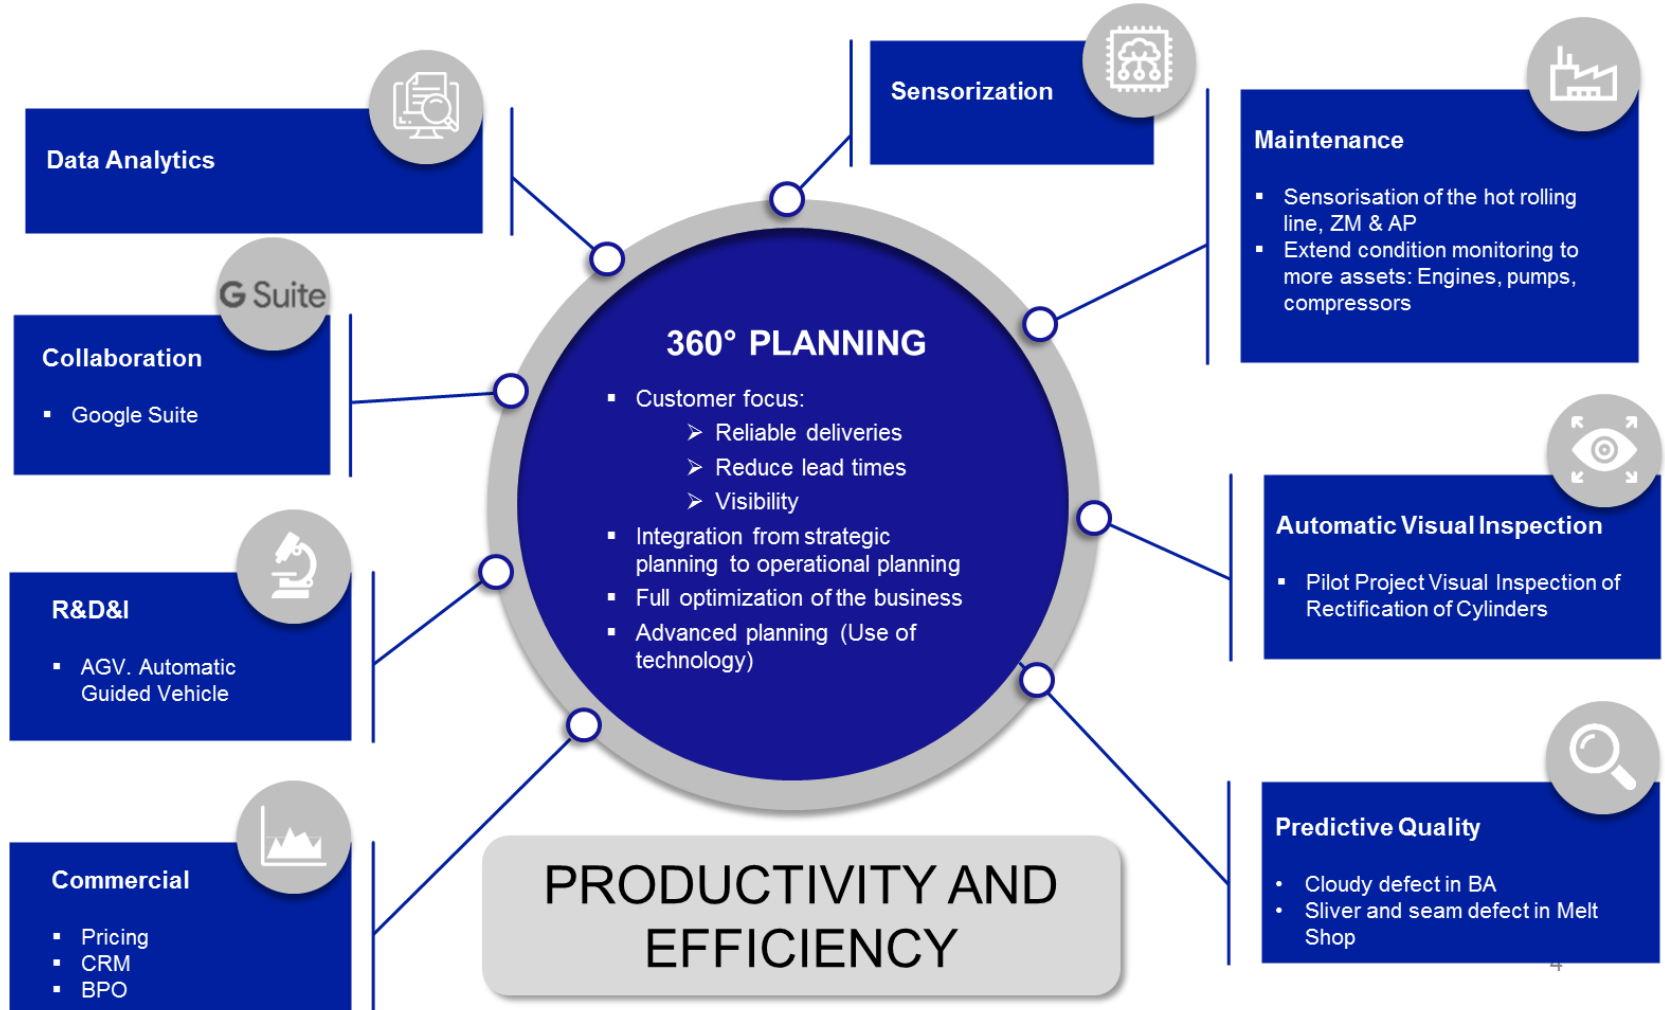 Data Analytics
G Suite
Collaboration
▪ Google Suite
R&D&I
▪ AGV. Automatic
Guided Vehicle
Commercial
▪ Pricing
▪ CRM
▪ BPO
360° PLANNING
▪ Customer focus:
➢ Reliable deliveries
➢ Reduce lead times
➢ Visibility
▪ Integration from strategic
planning to operational planning
▪ Full optimization of the business
▪ Advanced planning (Use of
technology)
PRODUCTIVITY AND
EFFICIENCY
Sensorization
Maintenance
▪ Sensorisation of the hot rolling
line, ZM & AP
▪ Extend condition monitoring to
more assets: Engines, pumps,
compressors
Automatic Visual Inspection
▪ Pilot Project Visual Inspection of
Rectification of Cylinders
Predictive Quality
• Cloudy defect in BA
• Sliver and seam defect in Melt
Shop
4